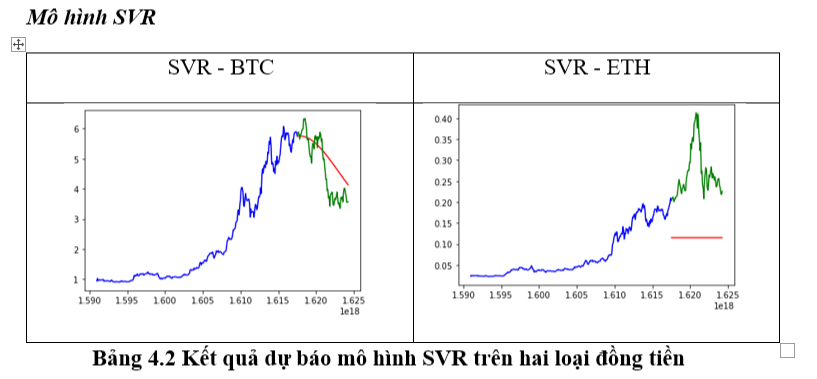 Mô hình SVR
SVR - BTC
SVR - ETH
6
5
4
3
2
1
1.590 1.595 1.600 1.605 1.610 1.615 1.620 1.625
1e18
0.40
0.35
0.30
0.25
0.20
0.15
0.10
0.05
1.590 1.595 1.600 1.605 1.610 1.615 1.620 1.625
1e18
Bảng 4.2 Kết quả dự báo mô hình SVR trên hai loại đồng tiền